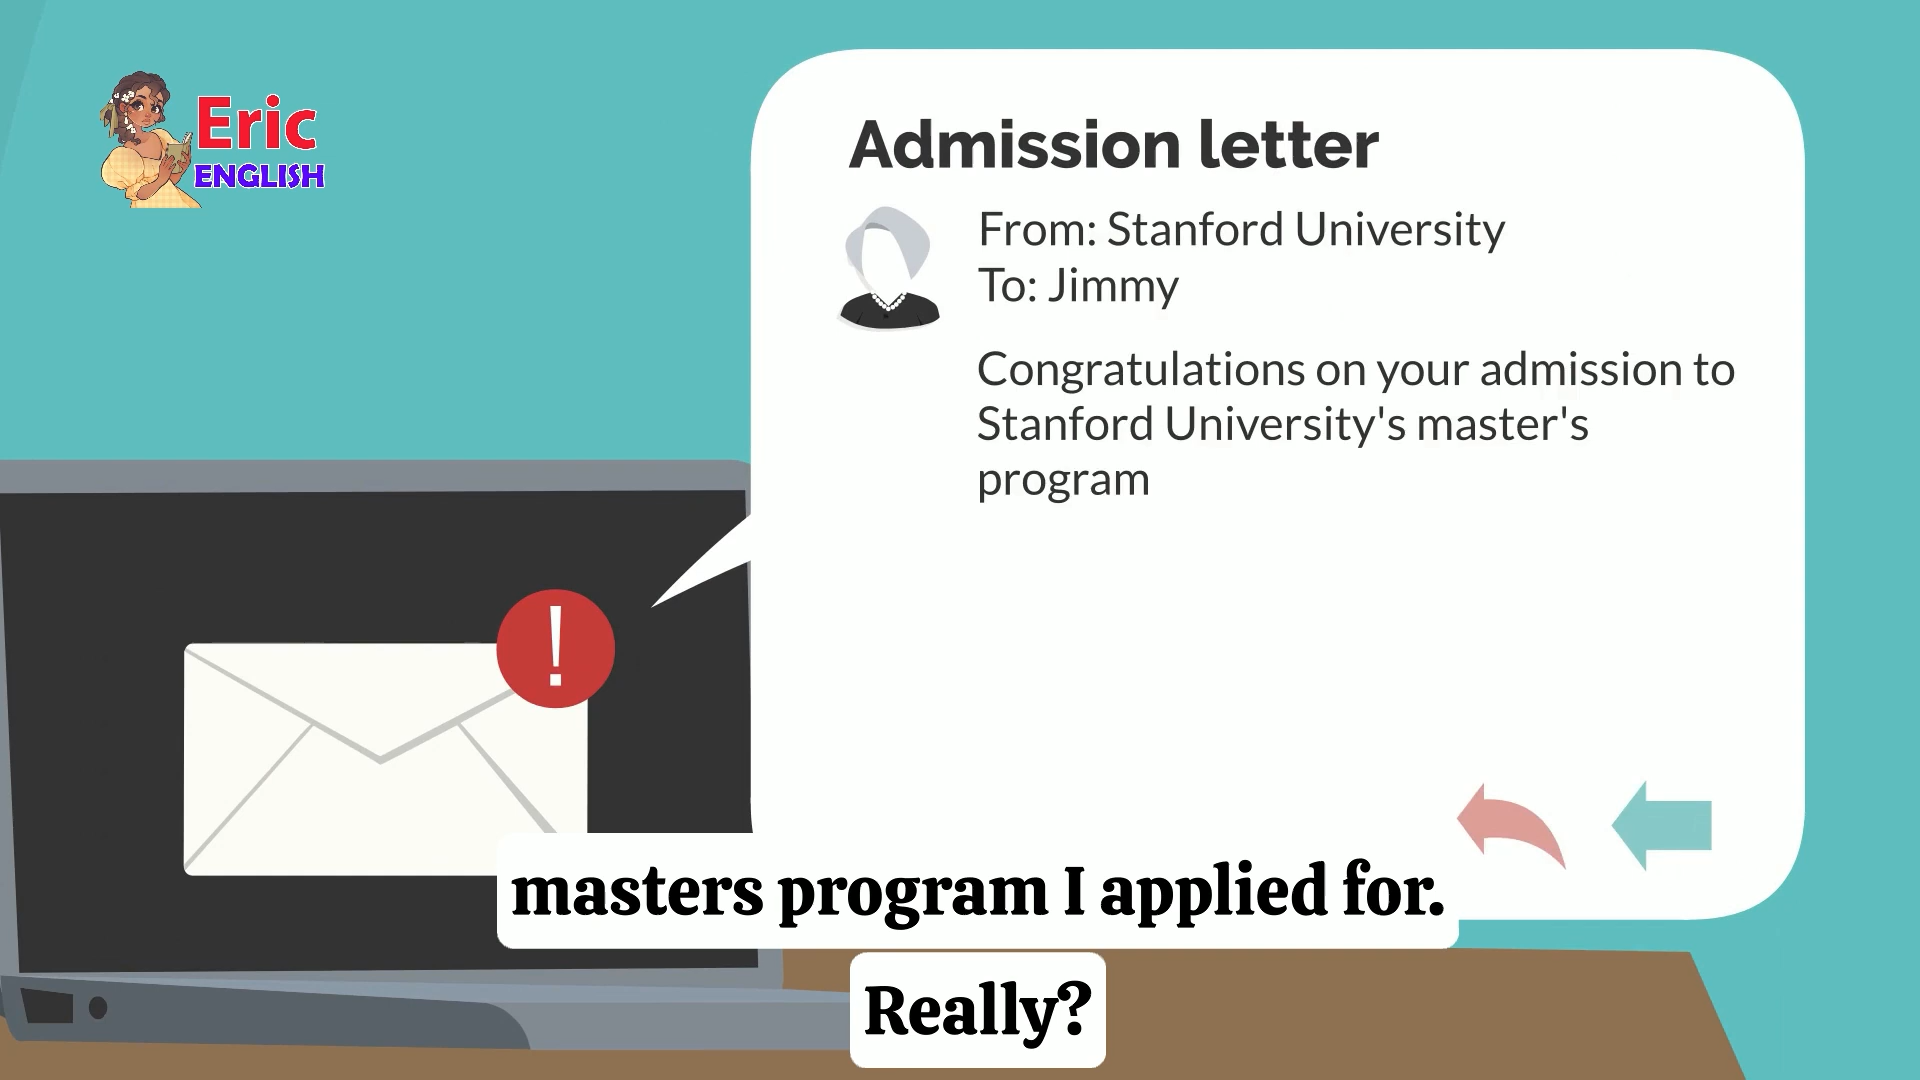 Eric
ENGLISH
Admission letter
From: Stanford University
To: Jimmy
Congratulations on your admission to
Stanford University's master's
program
!
masters program I applied for.
Really?